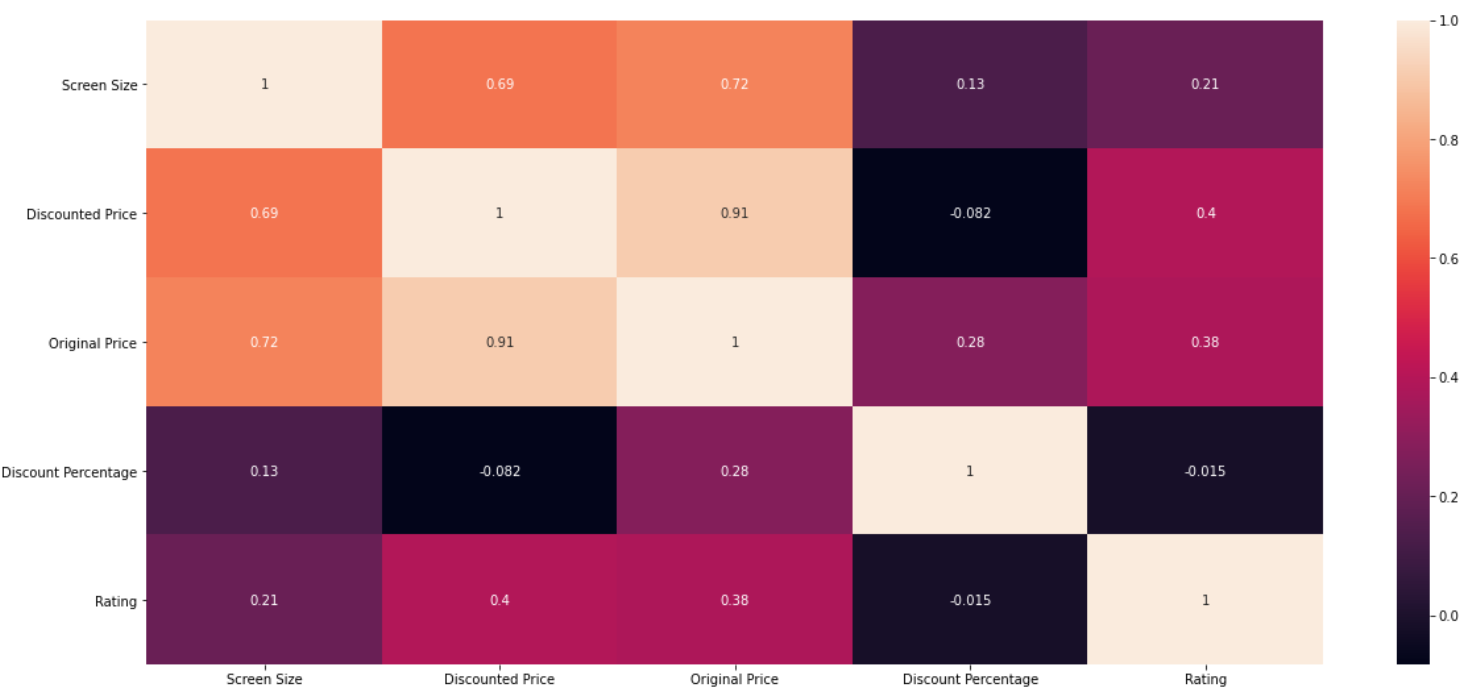 Screen Size 1 0.69 0.72 0.13 0.21
Discounted Price 0.69 1 0.91 -0.082 0.4
Original Price 0.72 0.91 1 0.28 0.38
Discount Percentage 0.13 -0.082 0.28 1 -0.015
Rating 0.21 0.4 0.38 -0.015 1
Screen Size Discounted Price Original Price Discount Percentage Rating
1.0
0.8
0.6
0.4
0.2
0.0